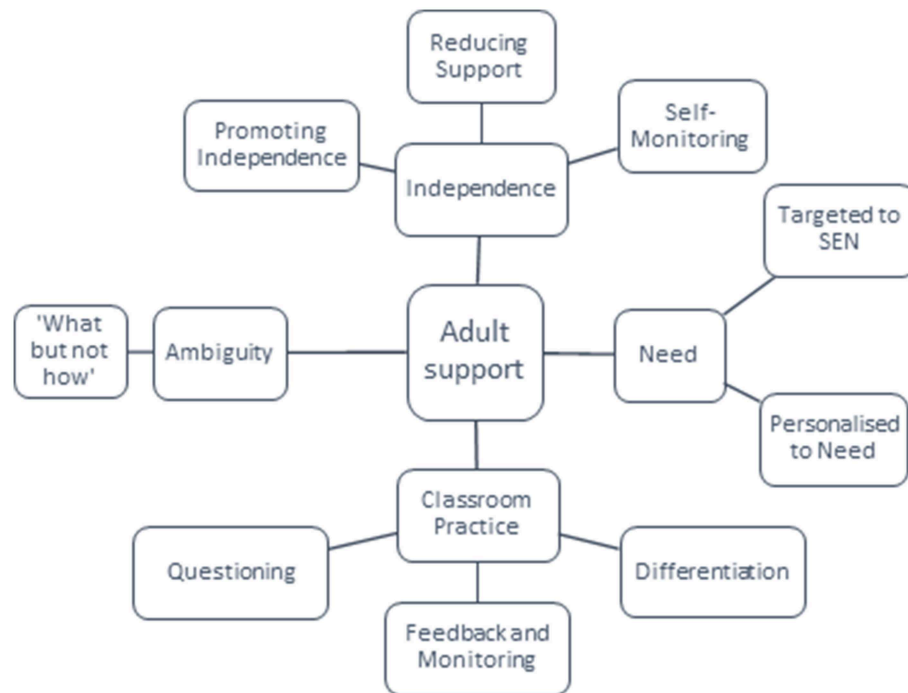 Reducing
Support
Self-
Monitoring
Promoting
Independence
Independence
Targeted to
SEN
'What
but not
how'
Ambiguity
Adult
support
Need
Personalised
to Need
Classroom
Practice
Questioning
Differentiation
Feedback and
Monitoring